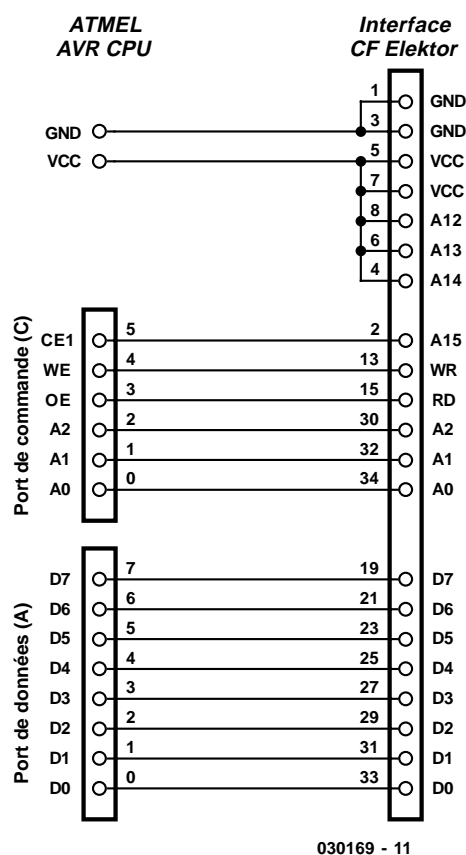 ATMEL
AVR CPU
Interface
CF Elektor
1 GND
GND 3 GND
VCC 5 VCC
7 VCC
8 A12
6 A13
4 A14
Port de commande (C)
CE1 5 2 A15
WE 4 13 WR
OE 3 15 RD
A2 2 30 A2
A1 1 32 A1
A0 0 34 A0
Port de données (A)
D7 7 19 D7
D6 6 21 D6
D5 5 23 D5
D4 4 25 D4
D3 3 27 D3
D2 2 29 D2
D1 1 31 D1
D0 0 33 D0
030169 - 11